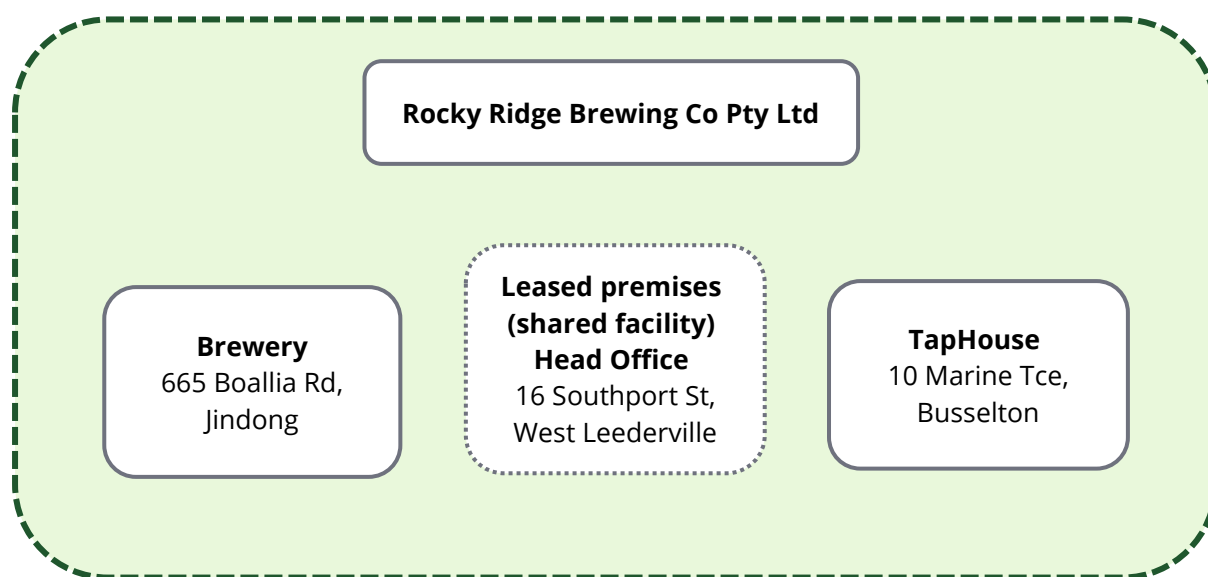 Rocky Ridge Brewing Co Pty Ltd
Brewery
665 Boallia Rd,
Jindong
Leased premises
(shared facility)
Head Office
16 Southport St,
West Leederville
TapHouse
10 Marine Tce,
Busselton